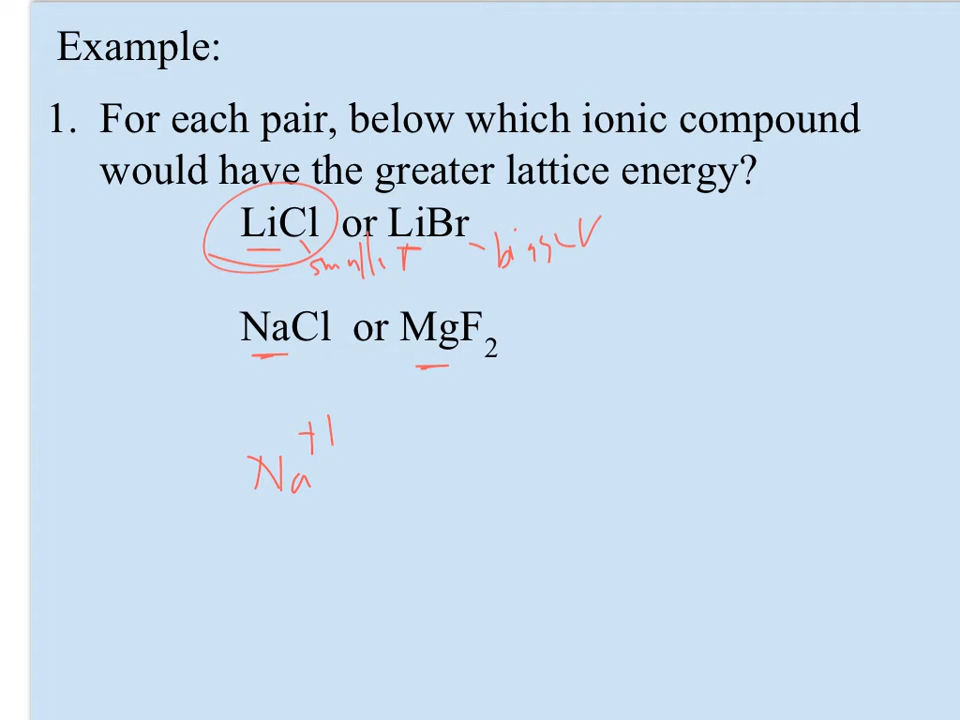 Example:
1. For each pair, below which ionic compound
would have the greater lattice energy?
LiCl or LiBr
smaller bigger
NaCl or MgF₂
Na⁺¹